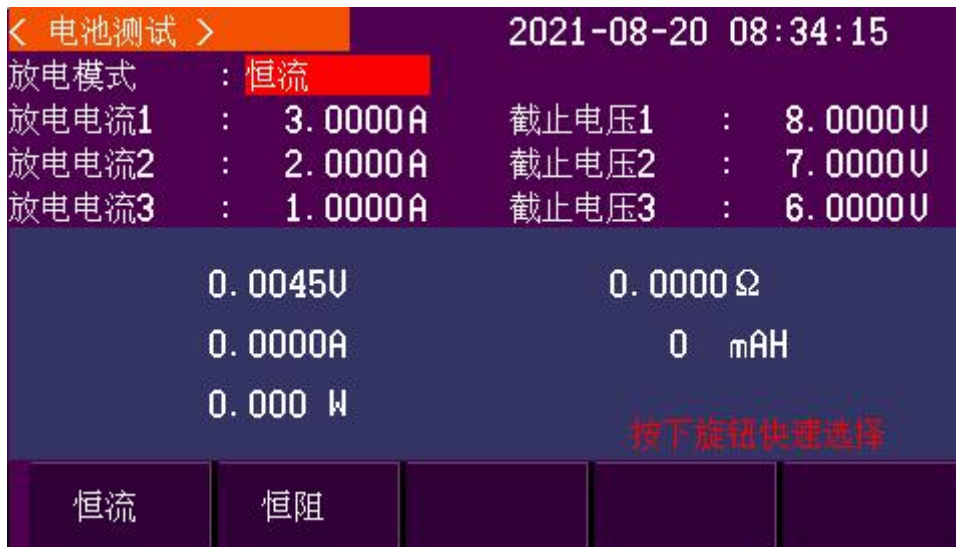 < 电池测试 > 2021-08-20 08:34:15
放电模式 : 恒流
放电电流1 : 3.0000A 截止电压1 : 8.0000V
放电电流2 : 2.0000A 截止电压2 : 7.0000V
放电电流3 : 1.0000A 截止电压3 : 6.0000V
0.0045V 0.0000Ω
0.0000A 0 mAH
0.000 W
按下旋钮快速选择
恒流 恒阻